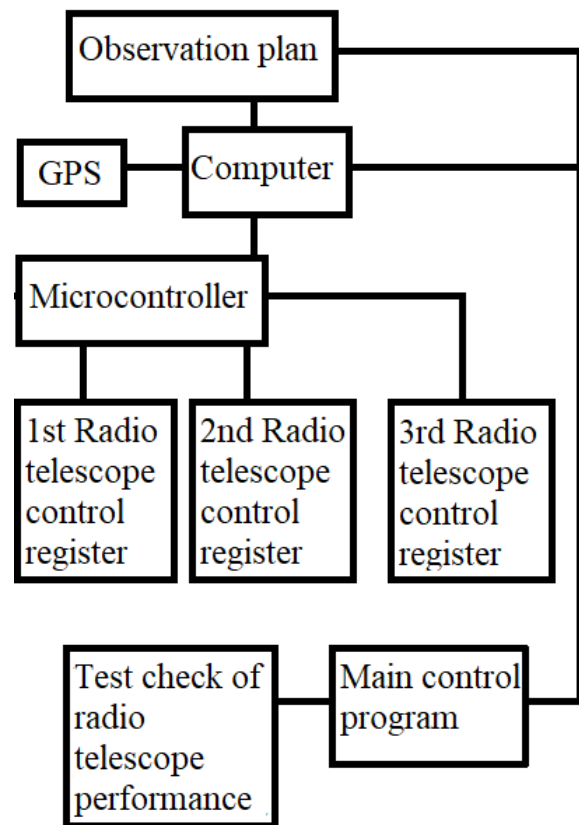 Observation plan
GPS
Computer
Microcontroller
1st Radio
telescope
control
register
2nd Radio
telescope
control
register
3rd Radio
telescope
control
register
Test check of
radio
telescope
performance
Main control
program